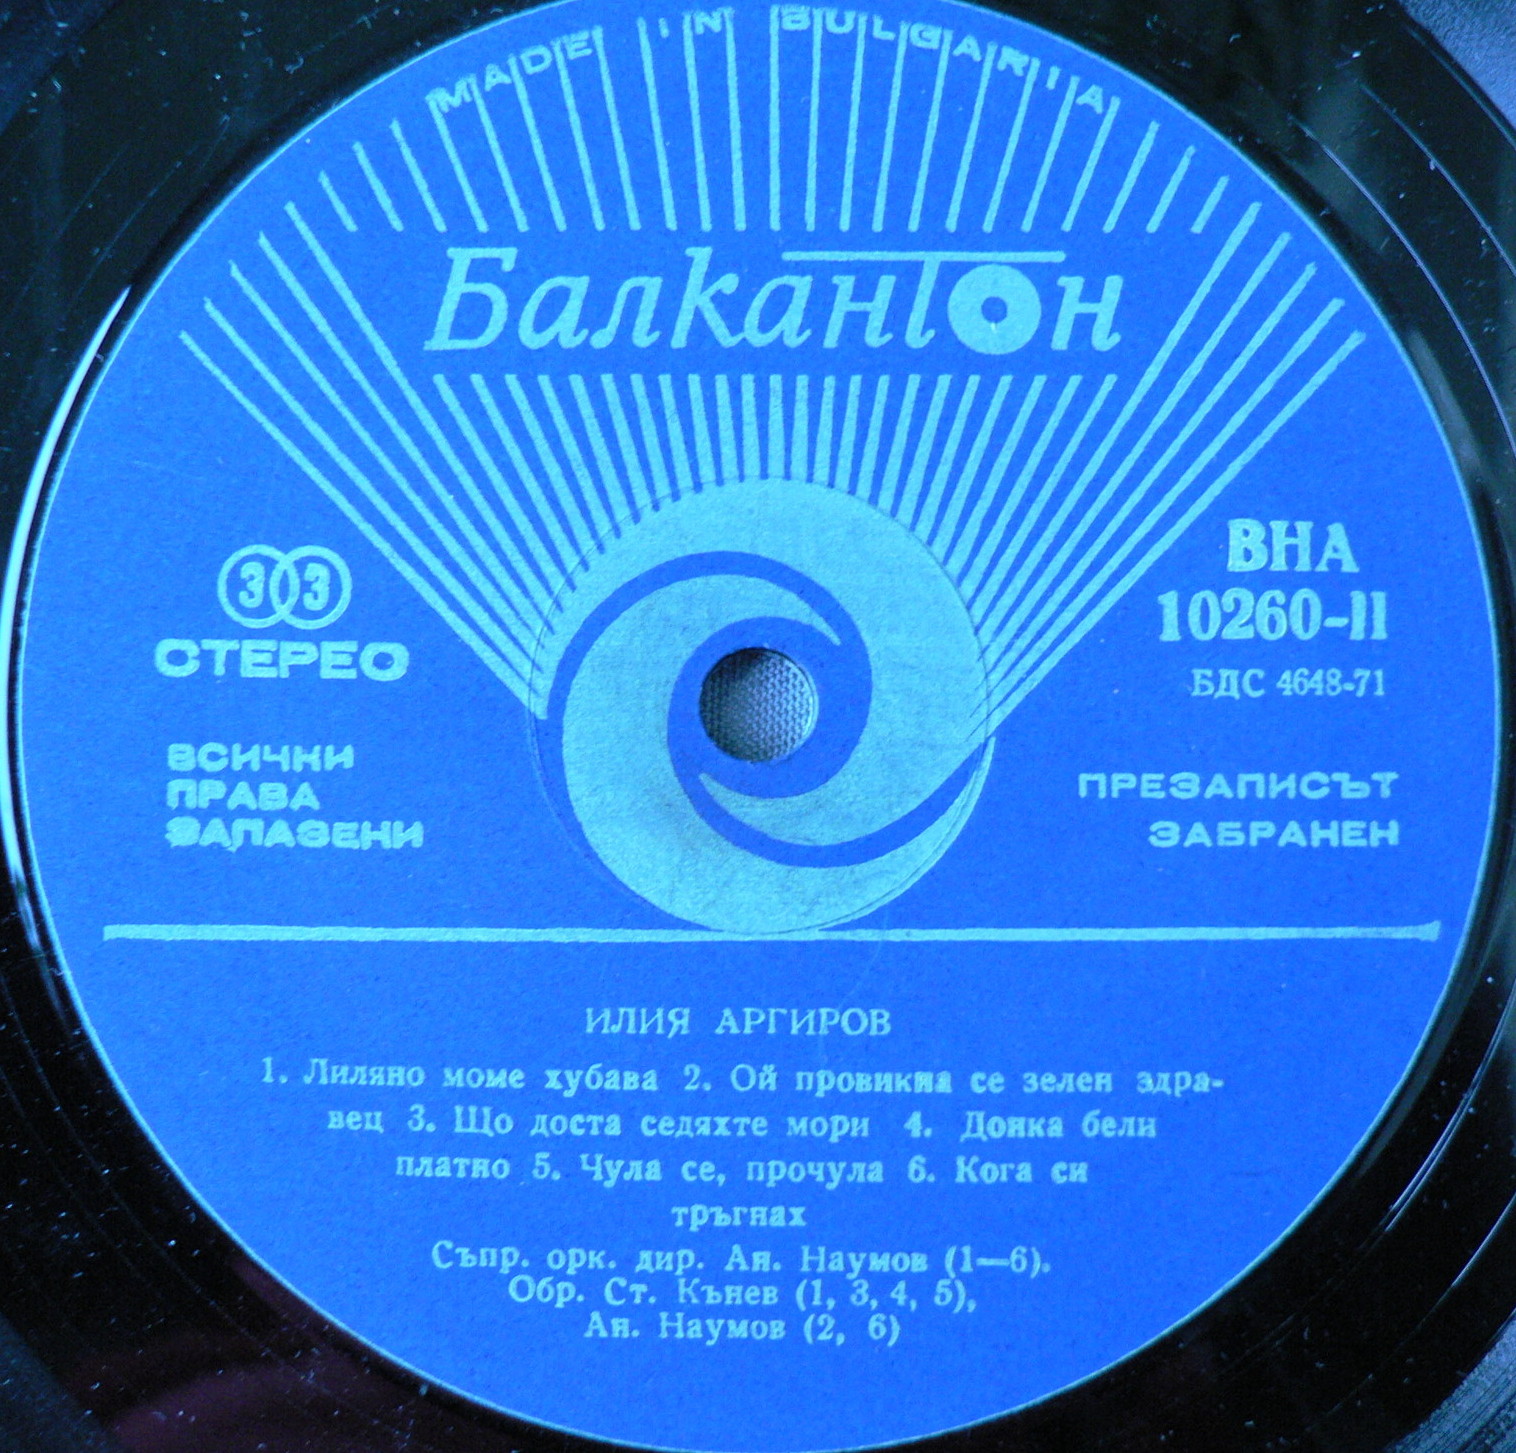 MADE IN BULGARIA
Балкантон
33
СТЕРЕО
ВНА
10260-II
БДС 4648-71
ВСИЧКИ
ПРАВА
ЗАПАЗЕНИ
ПРЕЗАПИСЪТ
ЗАБРАНЕН
ИЛИЯ АРГИРОВ
1. Лиляно моме хубава 2. Ой провикна се зелен здра-
вец 3. Що доста седяхте мори 4. Донка бели
платно 5. Чула се, прочула 6. Кога си
тръгнах
Съпр. орк. дир. Ан. Наумов (1—6).
Обр. Ст. Кънев (1, 3, 4, 5),
Ан. Наумов (2, 6)